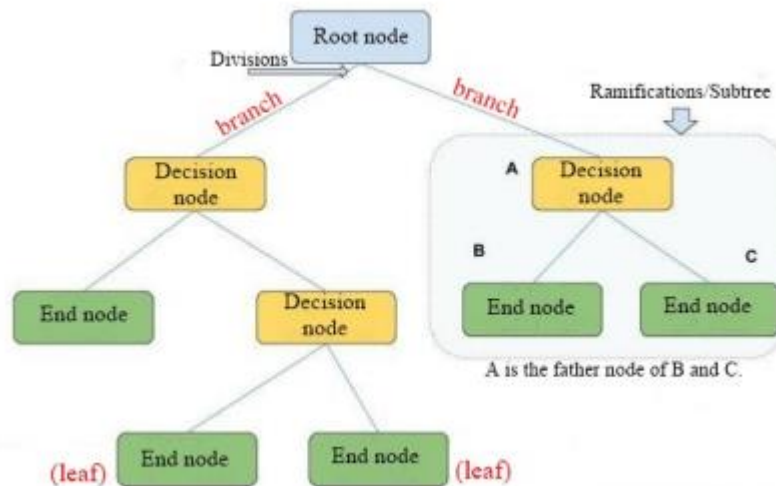 Root node
Divisions
branch
branch
Ramifications/Subtree
Decision
node
A
Decision
node
B
C
End node
Decision
node
End node
End node
A is the father node of B and C.
(leaf)
End node
End node
(leaf)